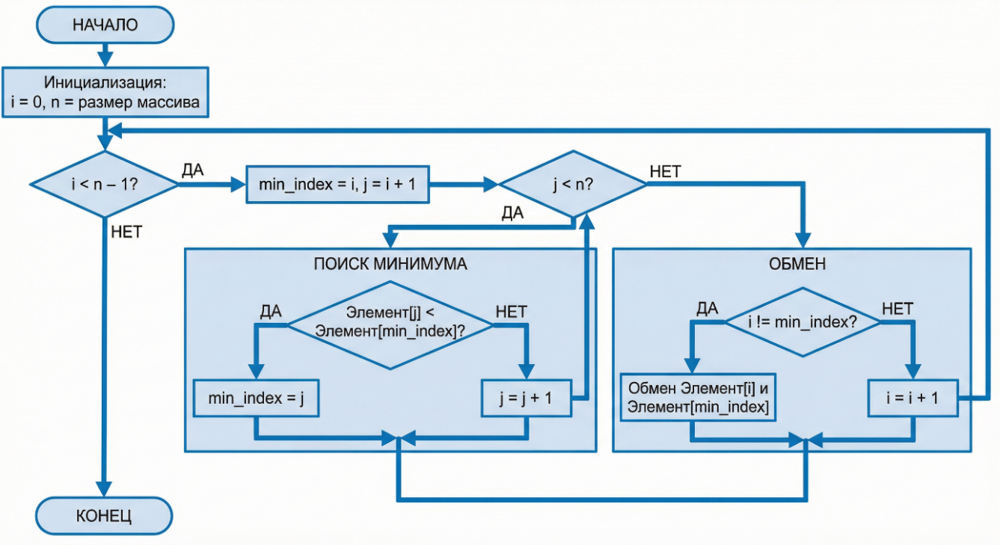 НАЧАЛО
Инициализация:
i = 0, n = размер массива
i < n – 1?
ДА
НЕТ
min_index = i, j = i + 1
j < n?
НЕТ
ДА
ПОИСК МИНИМУМА
Элемент[j] <
Элемент[min_index]?
ДА
НЕТ
min_index = j
j = j + 1
ОБМЕН
i != min_index?
ДА
НЕТ
Обмен Элемент[i] и
Элемент[min_index]
i = i + 1
КОНЕЦ